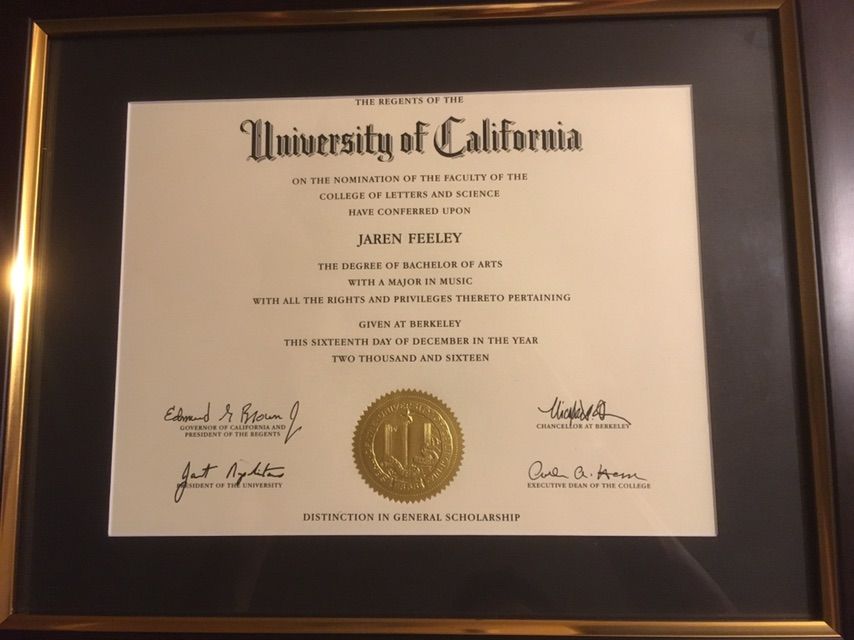 THE REGENTS OF THE
University of California
ON THE NOMINATION OF THE FACULTY OF THE
COLLEGE OF LETTERS AND SCIENCE
HAVE CONFERRED UPON
JAREN FEELEY
THE DEGREE OF BACHELOR OF ARTS
WITH A MAJOR IN MUSIC
WITH ALL THE RIGHTS AND PRIVILEGES THERETO PERTAINING
GIVEN AT BERKELEY
THIS SIXTEENTH DAY OF DECEMBER IN THE YEAR
TWO THOUSAND AND SIXTEEN
Edmund G Brown Jr
GOVERNOR OF CALIFORNIA AND
PRESIDENT OF THE REGENTS
CHANCELLOR AT BERKELEY
PRESIDENT OF THE UNIVERSITY
EXECUTIVE DEAN OF THE COLLEGE
DISTINCTION IN GENERAL SCHOLARSHIP